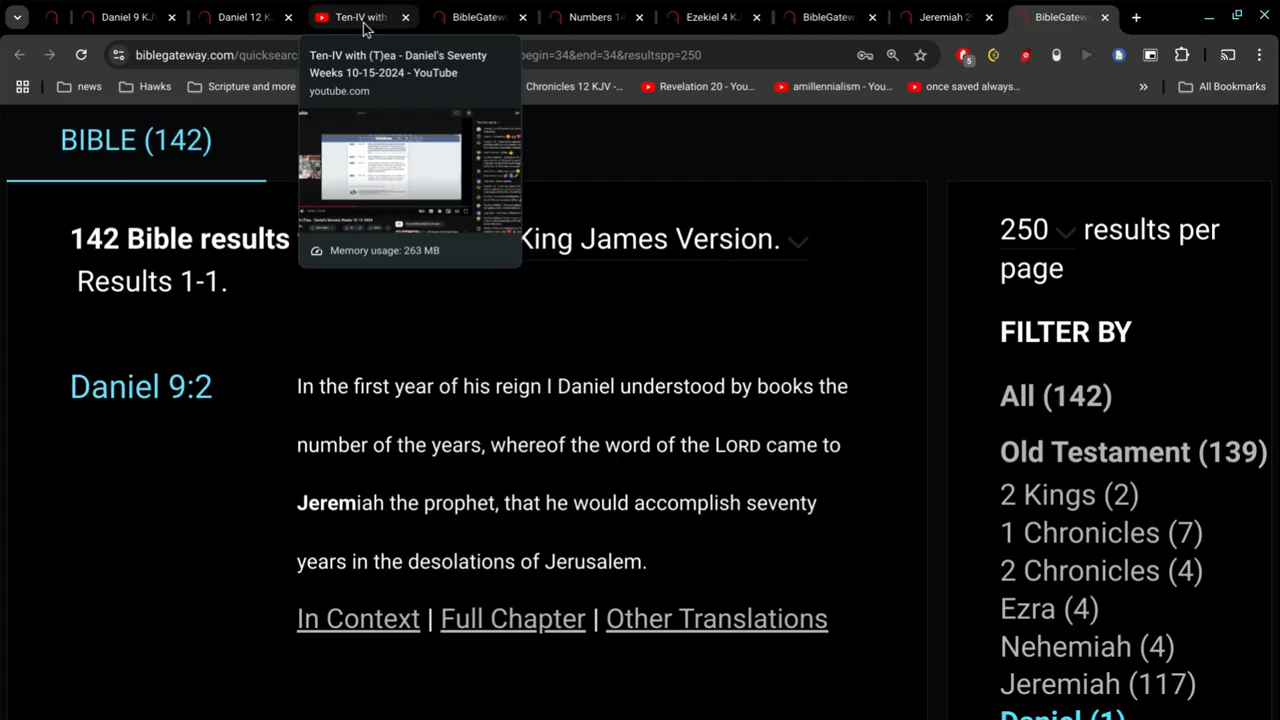 Daniel 9 KJV
Daniel 12 K
Ten-IV with
BibleGatew
Numbers 14
Ezekiel 4 K
BibleGatew
Jeremiah 2
BibleGatew
biblegateway.com/quicksearc
begin=34&end=34&resultspp=250
5
news
Hawks
Scripture and more
Chronicles 12 KJV -...
Revelation 20 - You...
amillennialism - You...
once saved always...
»
All Bookmarks
Ten-IV with (T)ea - Daniel's Seventy
Weeks 10-15-2024 - YouTube
youtube.com
Memory usage: 263 MB
BIBLE (142)
142 Bible results
King James Version.
Results 1-1.
Daniel 9:2
In the first year of his reign I Daniel understood by books the
number of the years, whereof the word of the LORD came to
Jeremiah the prophet, that he would accomplish seventy
years in the desolations of Jerusalem.
In Context | Full Chapter | Other Translations
250 results per
page
FILTER BY
All (142)
Old Testament (139)
2 Kings (2)
1 Chronicles (7)
2 Chronicles (4)
Ezra (4)
Nehemiah (4)
Jeremiah (117)
Daniel (1)